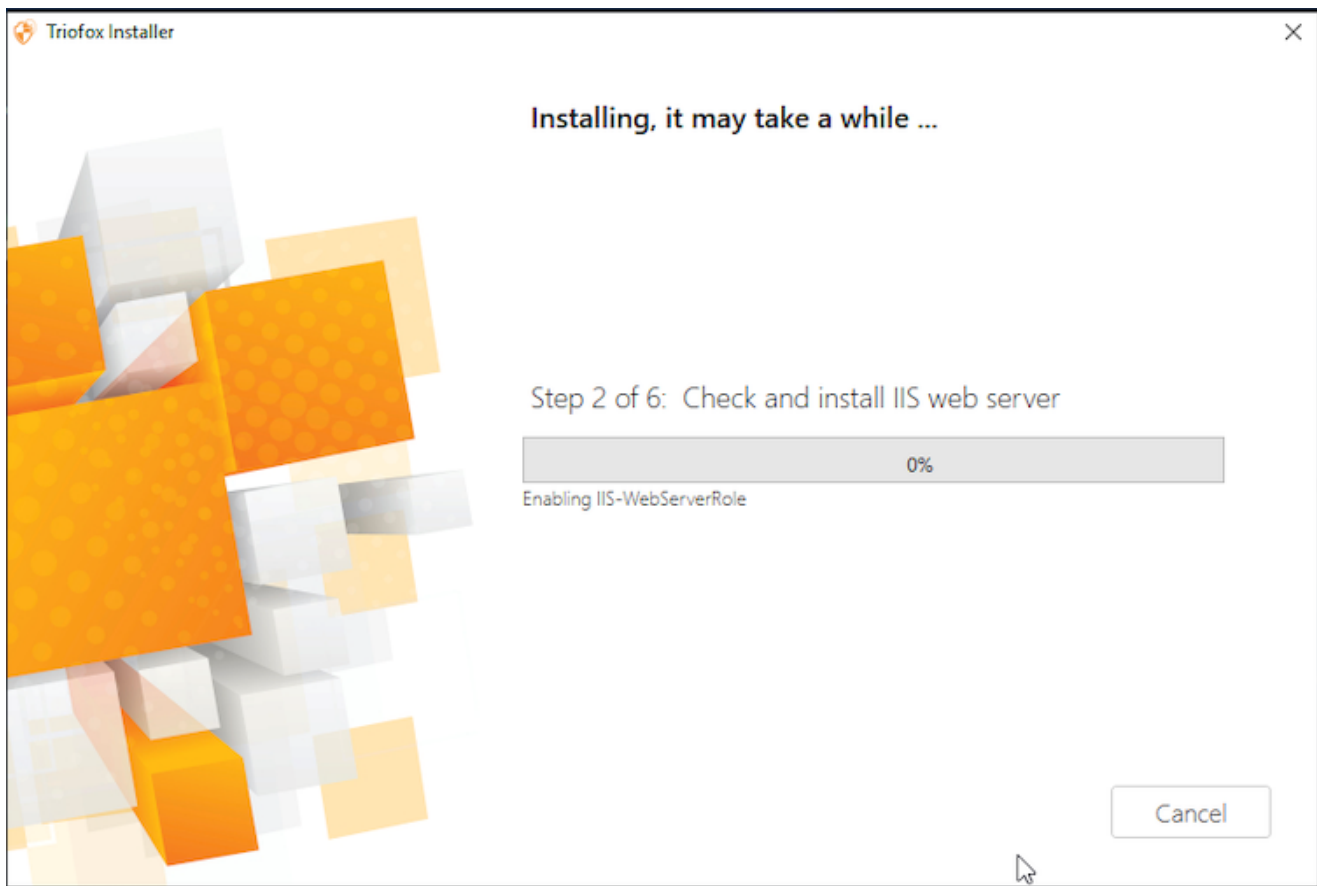 Triofox Installer
Installing, it may take a while ...
Step 2 of 6: Check and install IIS web server
0%
Enabling IIS-WebServerRole
Cancel